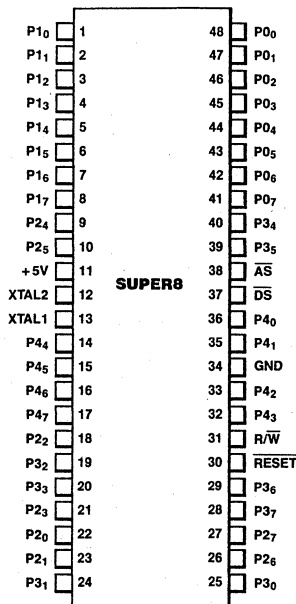 P1₀ 1 48 P0₀
P1₁ 2 47 P0₁
P1₂ 3 46 P0₂
P1₃ 4 45 P0₃
P1₄ 5 44 P0₄
P1₅ 6 43 P0₅
P1₆ 7 42 P0₆
P1₇ 8 41 P0₇
P2₄ 9 40 P3₄
P2₅ 10 39 P3₅
+5V 11 38 A̅S̅
SUPER8
XTAL2 12 37 D̅S̅
XTAL1 13 36 P4₀
P4₄ 14 35 P4₁
P4₅ 15 34 GND
P4₆ 16 33 P4₂
P4₇ 17 32 P4₃
P2₂ 18 31 R/W̅
P3₂ 19 30 R̅E̅S̅E̅T̅
P3₃ 20 29 P3₆
P2₃ 21 28 P3₇
P2₀ 22 27 P2₇
P2₁ 23 26 P2₆
P3₁ 24 25 P3₀